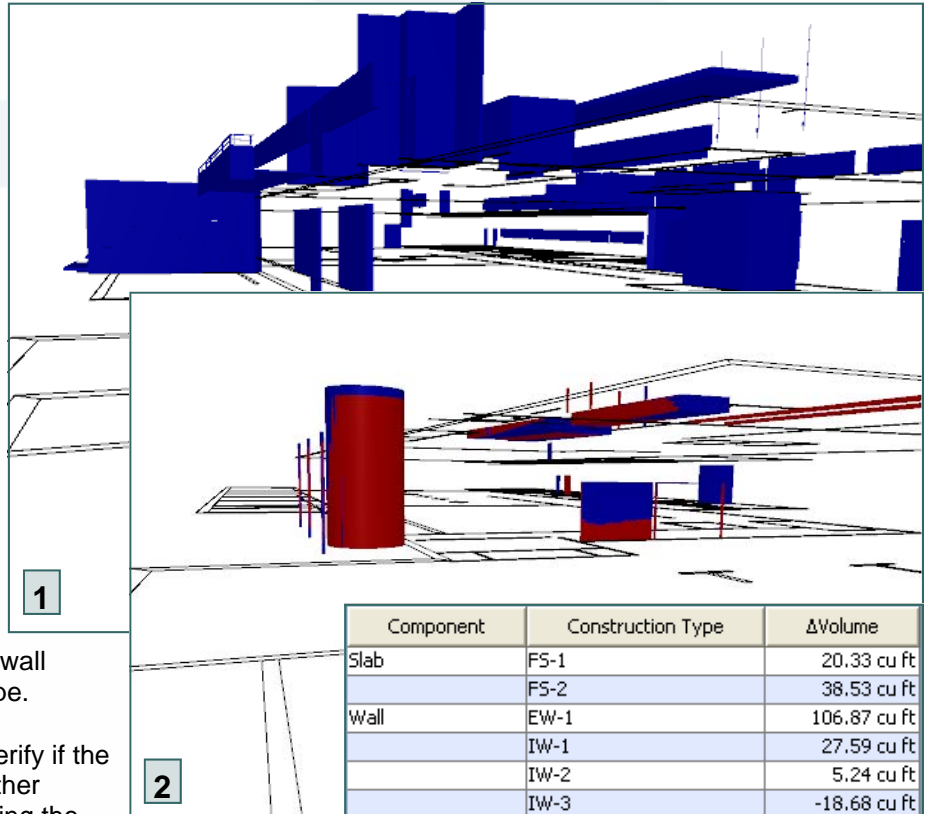 1
wall
erify if the
2
Component Construction Type ΔVolume
Slab FS-1 20.33 cu ft
FS-2 38.53 cu ft
Wall EW-1 106.87 cu ft
IW-1 27.59 cu ft
IW-2 5.24 cu ft
IW-3 -18.68 cu ft